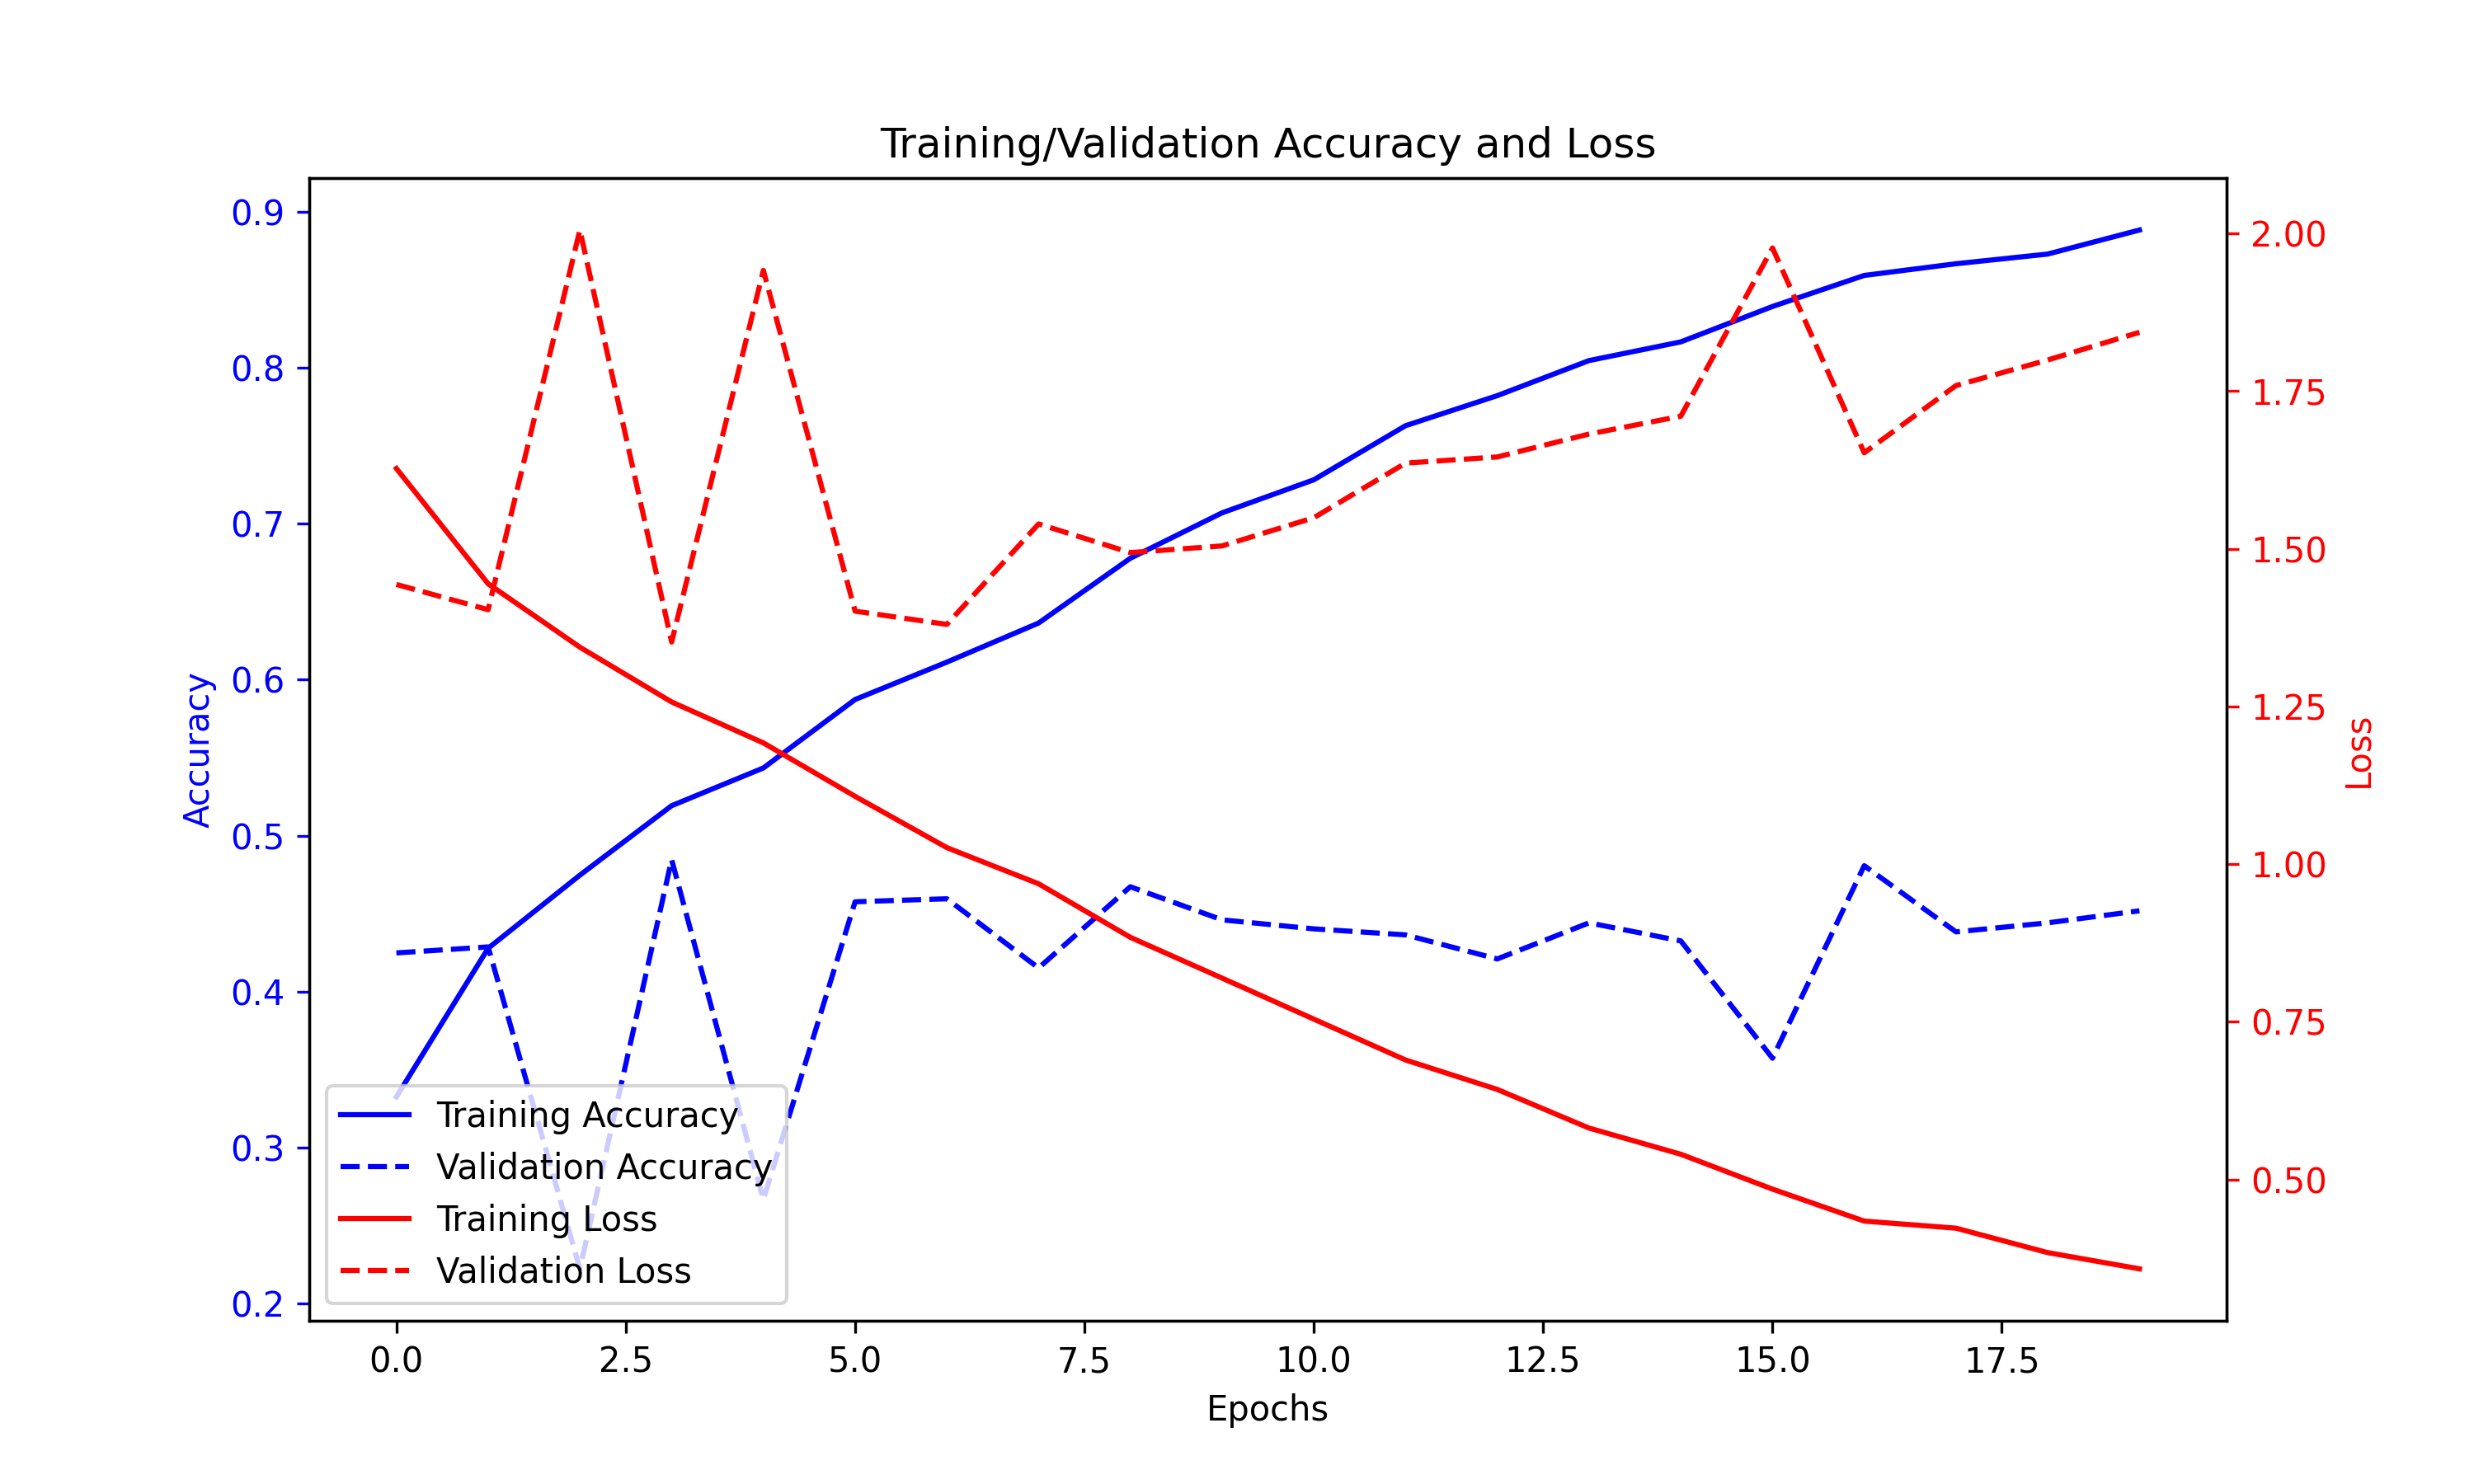 Training/Validation Accuracy and Loss
0.9
0.8
0.7
0.6
0.5
0.4
0.3
0.2
Accuracy
2.00
1.75
1.50
1.25
1.00
0.75
0.50
Loss
Training Accuracy
Validation Accuracy
Training Loss
Validation Loss
0.0 2.5 5.0 7.5 10.0 12.5 15.0 17.5
Epochs